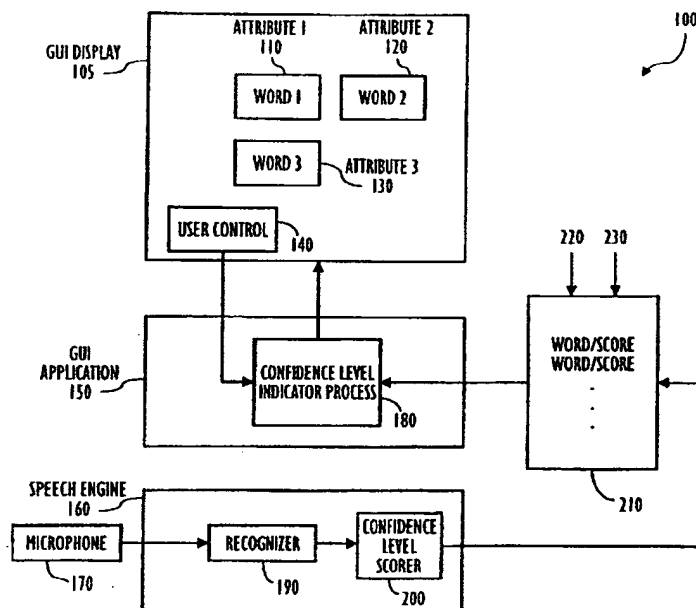 100
ATTRIBUTE 1
110
ATTRIBUTE 2
120
GUI DISPLAY
105
WORD 1
WORD 2
WORD 3
ATTRIBUTE 3
130
USER CONTROL
140
220
230
GUI
APPLICATION
150
CONFIDENCE LEVEL
INDICATOR PROCESS
180
WORD/SCORE
WORD/SCORE
.
.
.
210
SPEECH ENGINE
160
MICROPHONE
170
RECOGNIZER
190
CONFIDENCE
LEVEL
SCORER
200